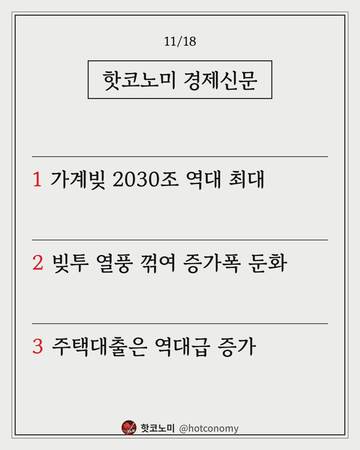 11/18
핫코노미 경제신문
1 가계빚 2030조 역대 최대
2 빚투 열풍 꺾여 증가폭 둔화
3 주택대출은 역대급 증가
핫코노미 @hotconomy